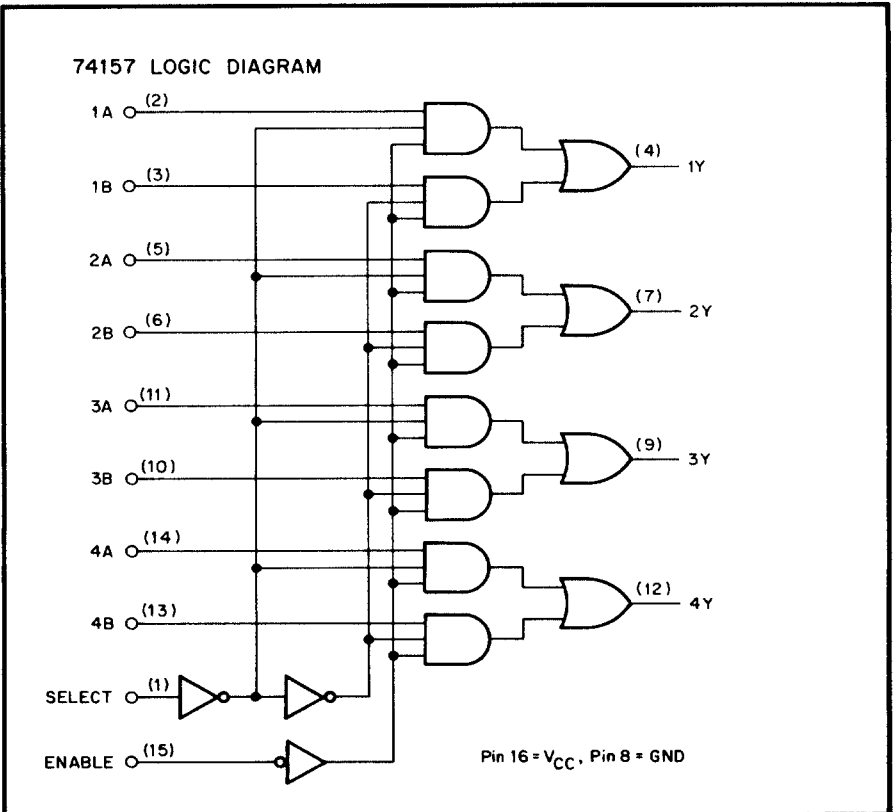 74157 LOGIC DIAGRAM
1A (2)
(4) 1Y
1B (3)
2A (5)
(7) 2Y
2B (6)
3A (11)
(9) 3Y
3B (10)
4A (14)
(12) 4Y
4B (13)
SELECT (1)
ENABLE (15)
Pin 16 = VCC, Pin 8 = GND